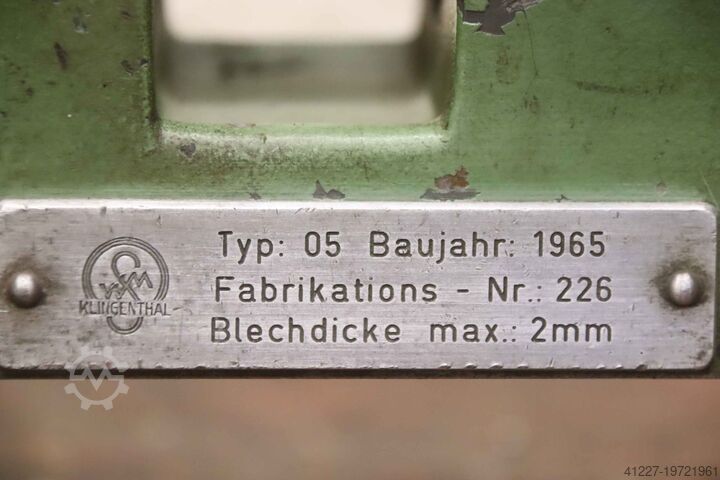 Typ: 05 Baujahr: 1965
Fabrikations - Nr.: 226
Blechdicke max.: 2mm
KLINGENTHAL
41227-19721961